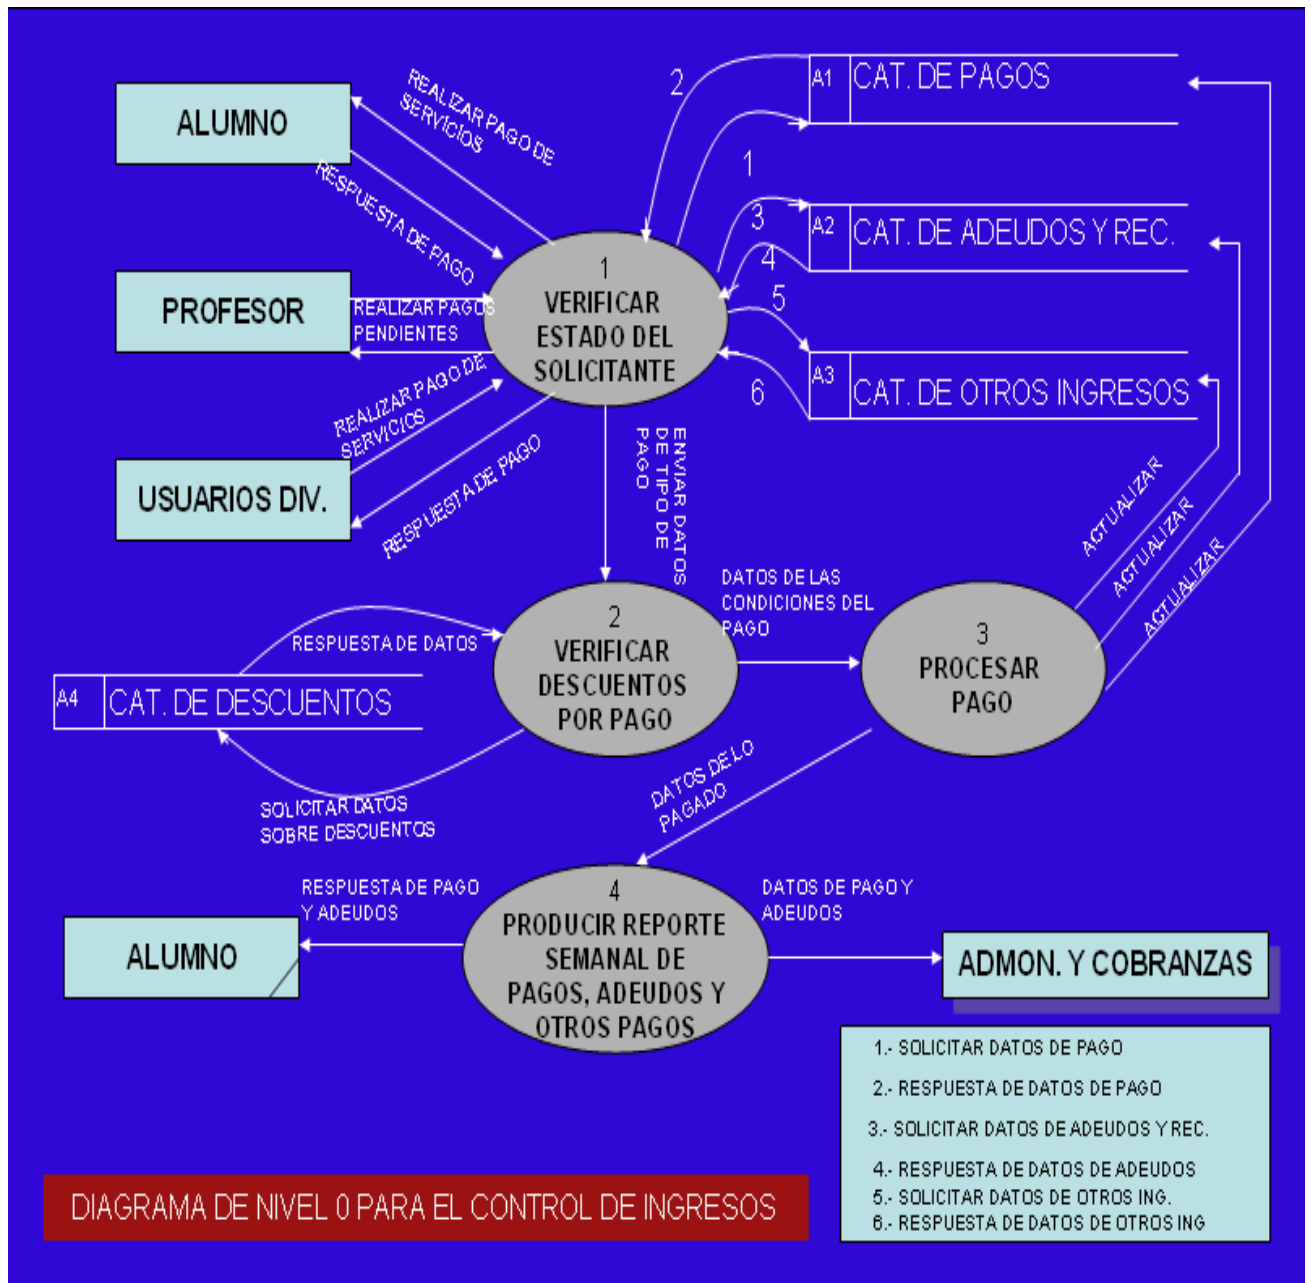 ALUMNO
REALIZAR PAGO DE
SERVICIOS
RESPUESTA DE PAGO
2
A1
CAT. DE PAGOS
1
3
A2
CAT. DE ADEUDOS Y REC.
4
5
A3
CAT. DE OTROS INGRESOS
6
1
VERIFICAR
ESTADO DEL
SOLICITANTE
PROFESOR
REALIZAR PAGOS
PENDIENTES
REALIZAR PAGO DE
SERVICIOS
USUARIOS DIV.
RESPUESTA DE PAGO
ENVIAR DATOS
DE TIPO DE
PAGO
ACTUALIZAR
ACTUALIZAR
ACTUALIZAR
DATOS DE LAS
CONDICIONES DEL
PAGO
RESPUESTA DE DATOS
2
VERIFICAR
DESCUENTOS
POR PAGO
3
PROCESAR
PAGO
A4
CAT. DE DESCUENTOS
SOLICITAR DATOS
SOBRE DESCUENTOS
DATOS DE LO
PAGADO
RESPUESTA DE PAGO
Y ADEUDOS
4
PRODUCIR REPORTE
SEMANAL DE
PAGOS, ADEUDOS Y
OTROS PAGOS
DATOS DE PAGO Y
ADEUDOS
ALUMNO
ADMON. Y COBRANZAS
1.- SOLICITAR DATOS DE PAGO
2.- RESPUESTA DE DATOS DE PAGO
3.- SOLICITAR DATOS DE ADEUDOS Y REC.
4.- RESPUESTA DE DATOS DE ADEUDOS
5.- SOLICITAR DATOS DE OTROS ING.
6.- RESPUESTA DE DATOS DE OTROS ING
DIAGRAMA DE NIVEL 0 PARA EL CONTROL DE INGRESOS